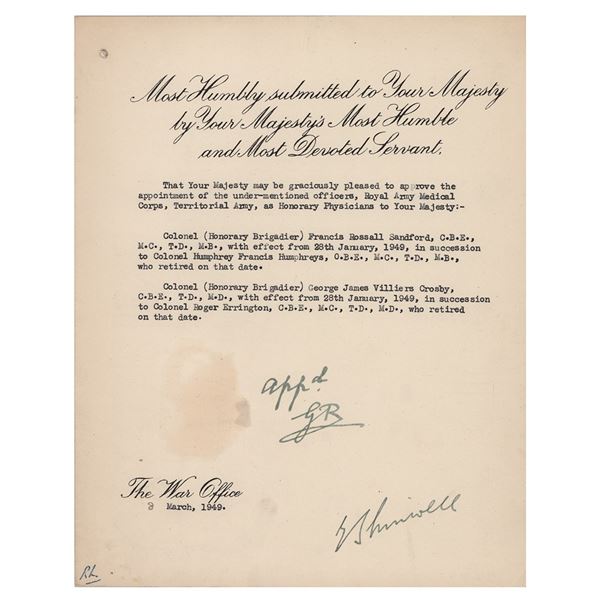 Most Humbly submitted to Your Majesty
by Your Majesty's Most Humble
and Most Devoted Servant.
That Your Majesty may be graciously pleased to approve the
appointment of the under-mentioned officers, Royal Army Medical
Corps, Territorial Army, as Honorary Physicians to Your Majesty:-
Colonel (Honorary Brigadier) Francis Rossall Sandford, C.B.E.,
M.C., T.D., M.B., with effect from 28th January, 1949, in succession
to Colonel Humphrey Francis Humphreys, O.B.E., M.C., T.D., M.B.,
who retired on that date.
Colonel (Honorary Brigadier) George James Villiers Crosby,
C.B.E., T.D., M.D., with effect from 28th January, 1949, in succession
to Colonel Roger Errington, C.B.E., M.C., T.D., M.D., who retired
on that date.
appd
GR
The War Office
March, 1949.
EShinwell